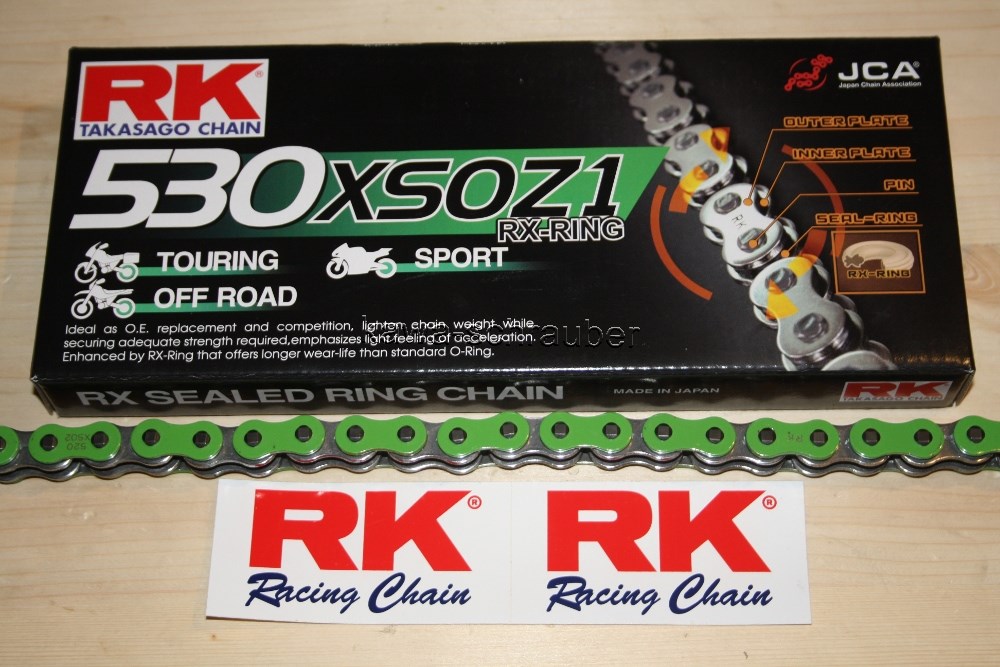 RK®
TAKASAGO CHAIN
JCA®
Japan Chain Association
530XSOZ1
RX-RING
OUTER PLATE
INNER PLATE
PIN
SEAL-RING
RX-RING
RK
TOURING
SPORT
OFF ROAD
Ideal as O.E. replacement and competition, lighten chain weight while
securing adequate strength required,emphasizes light feeling of acceleration.
Enhanced by RX-Ring that offers longer wear-life than standard O-Ring.
RX SEALED RING CHAIN
MADE IN JAPAN
RK
TAKASAGO CHAIN
RK®
Racing Chain
RK®
Racing Chain